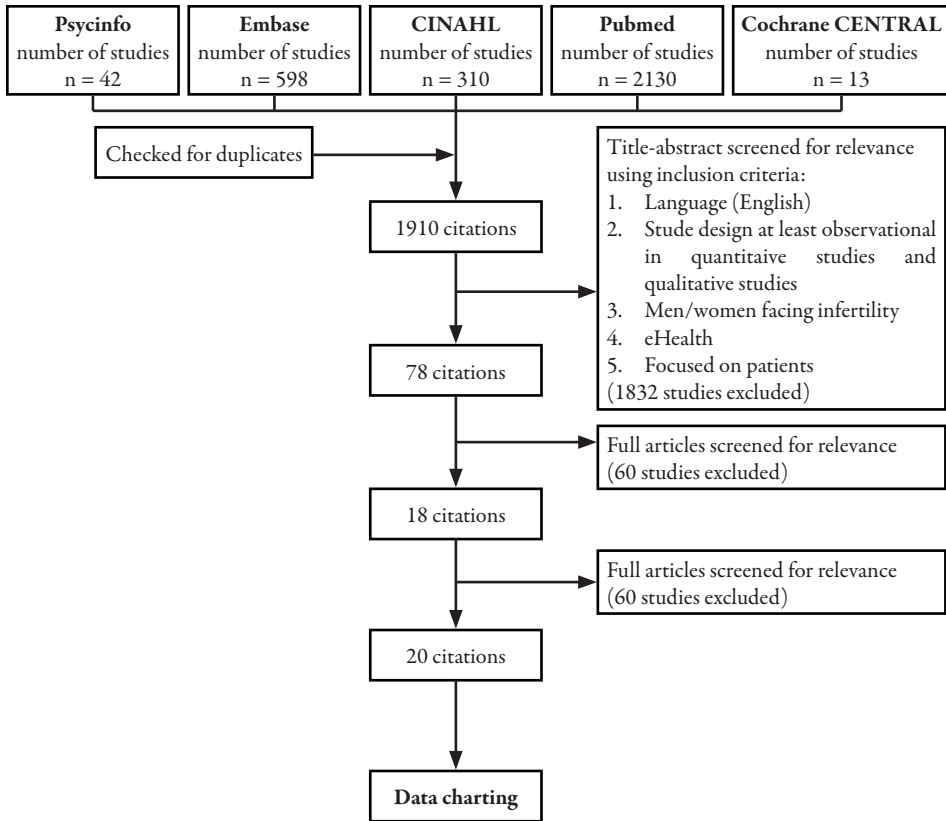 Psycinfo
number of studies
n = 42
Embase
number of studies
n = 598
CINAHL
number of studies
n = 310
Pubmed
number of studies
n = 2130
Cochrane CENTRAL
number of studies
n = 13
Checked for duplicates
1910 citations
Title-abstract screened for relevance
using inclusion criteria:
1. Language (English)
2. Stude design at least observational
in quantitaive studies and
qualitative studies
3. Men/women facing infertility
4. eHealth
5. Focused on patients
(1832 studies excluded)
78 citations
Full articles screened for relevance
(60 studies excluded)
18 citations
Full articles screened for relevance
(60 studies excluded)
20 citations
Data charting